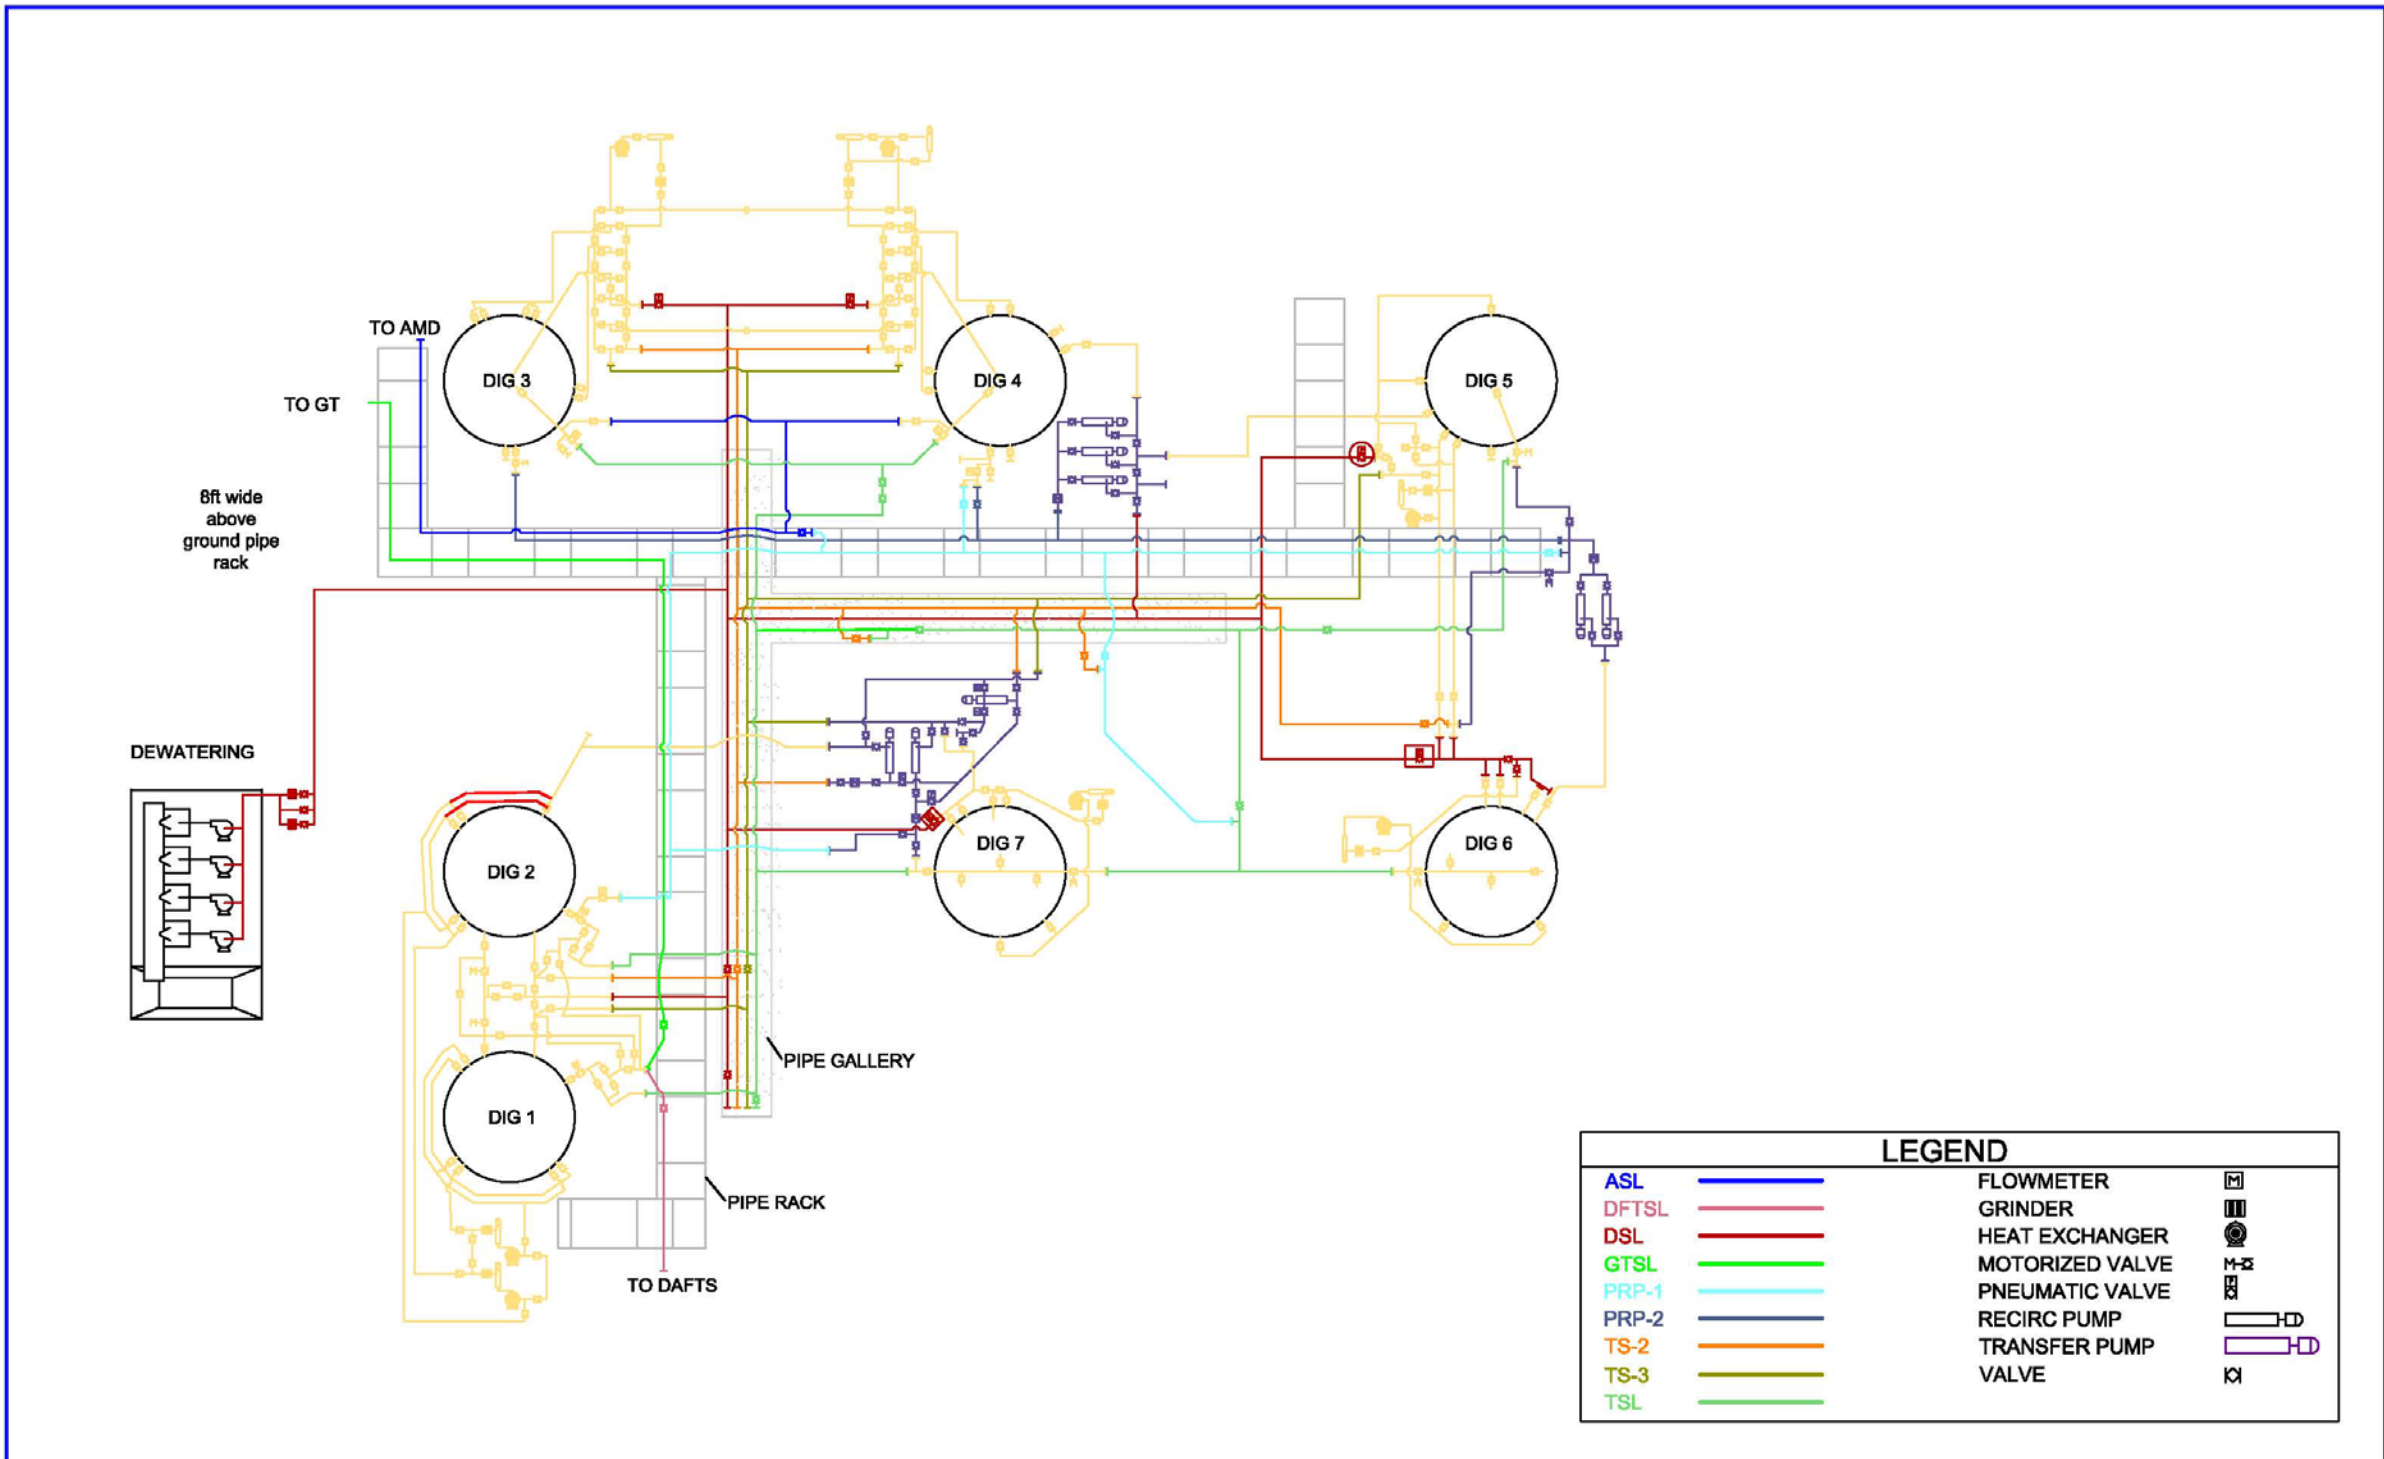 TO AMD
DIG 3
DIG 4
DIG 5
TO GT
8ft wide
above
ground pipe
rack
DEWATERING
DIG 2
DIG 7
DIG 6
PIPE GALLERY
DIG 1
PIPE RACK
TO DAFTS
LEGEND
ASL
DFTSL
DSL
GTSL
PRP-1
PRP-2
TS-2
TS-3
TSL
FLOWMETER M
GRINDER
HEAT EXCHANGER
MOTORIZED VALVE M
PNEUMATIC VALVE
RECIRC PUMP
TRANSFER PUMP
VALVE